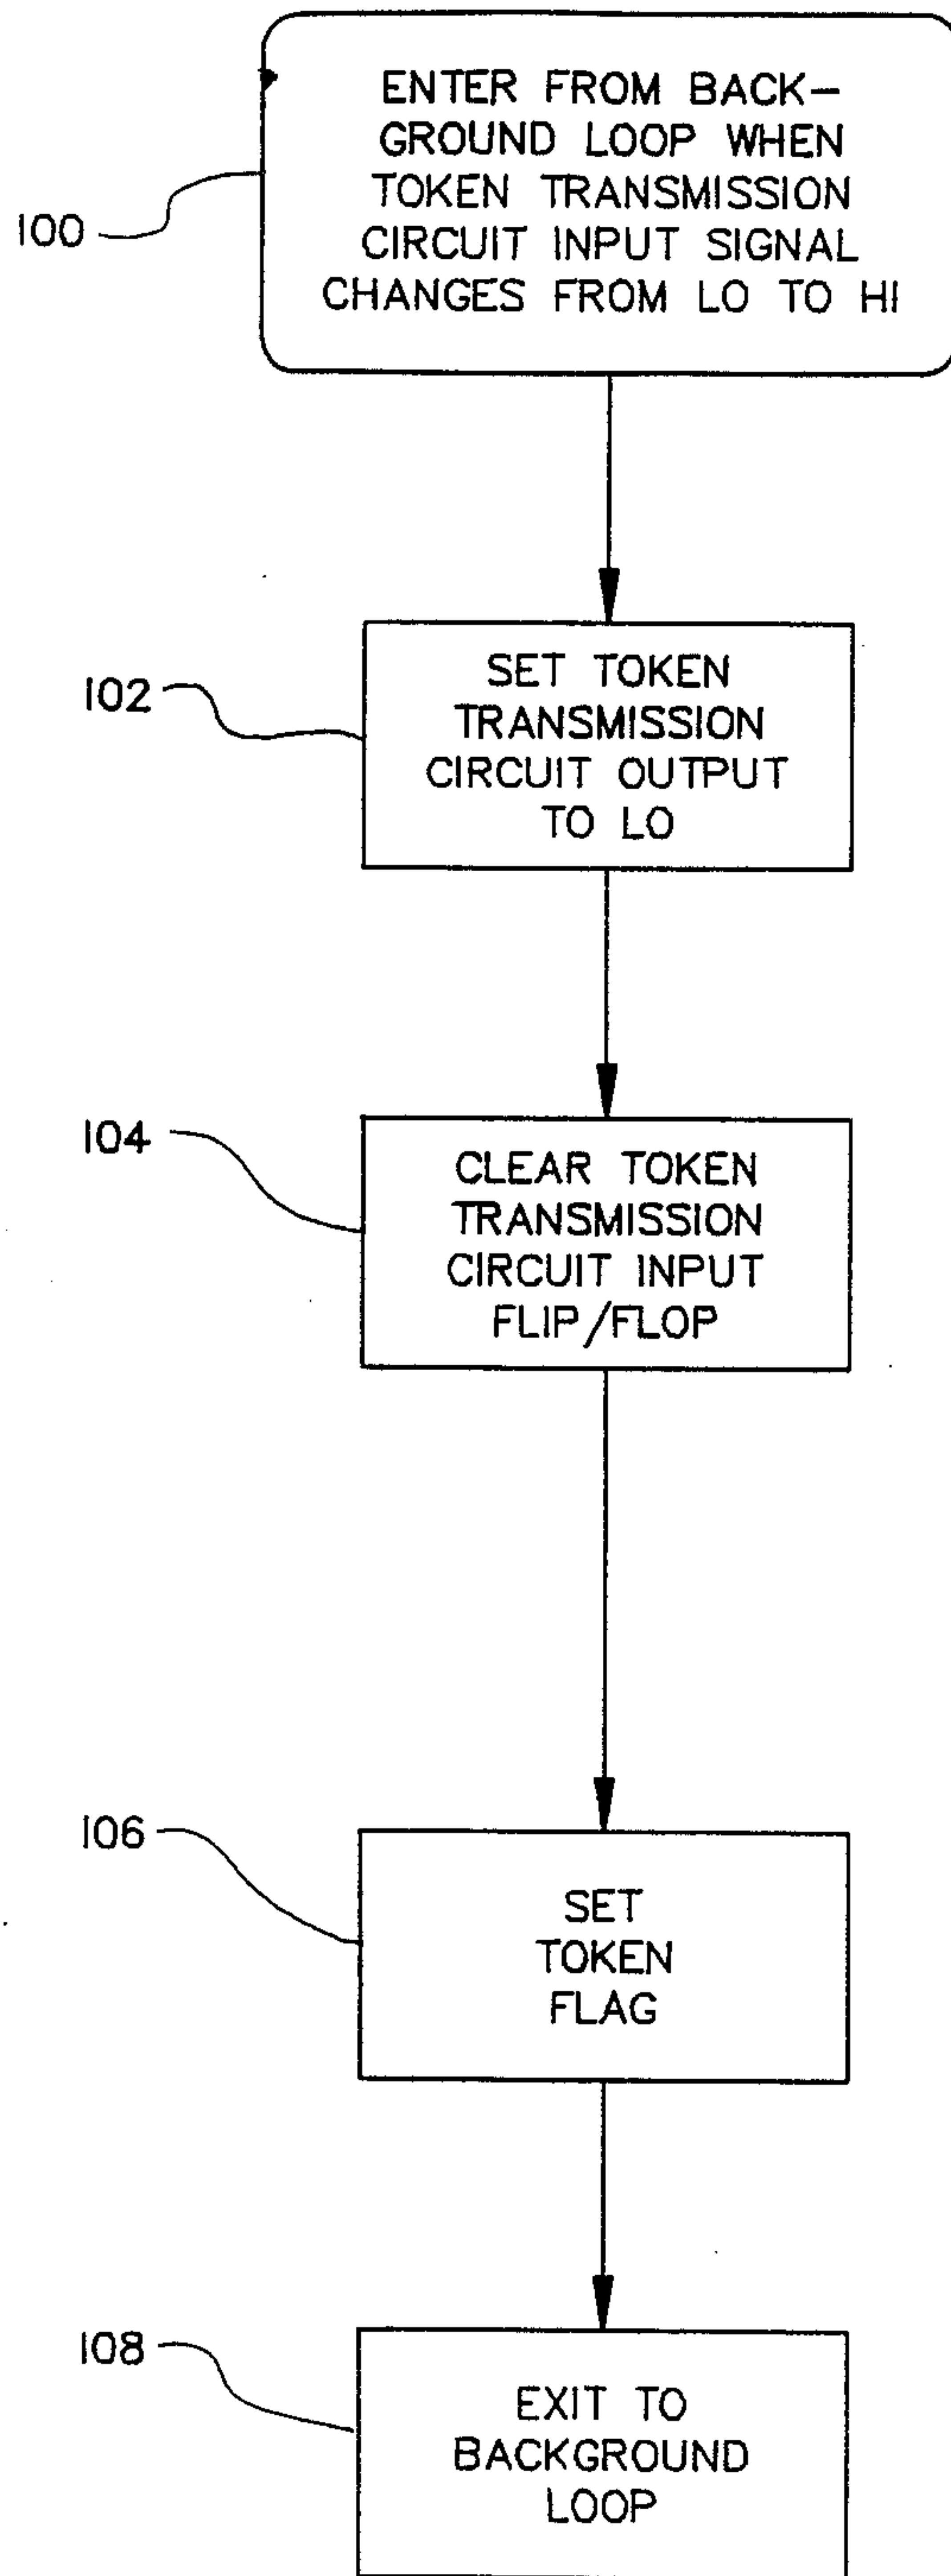 ENTER FROM BACK-
GROUND LOOP WHEN
TOKEN TRANSMISSION
CIRCUIT INPUT SIGNAL
CHANGES FROM LO TO HI
100
SET TOKEN
TRANSMISSION
CIRCUIT OUTPUT
TO LO
102
CLEAR TOKEN
TRANSMISSION
CIRCUIT INPUT
FLIP/FLOP
104
SET
TOKEN
FLAG
106
EXIT TO
BACKGROUND
LOOP
108